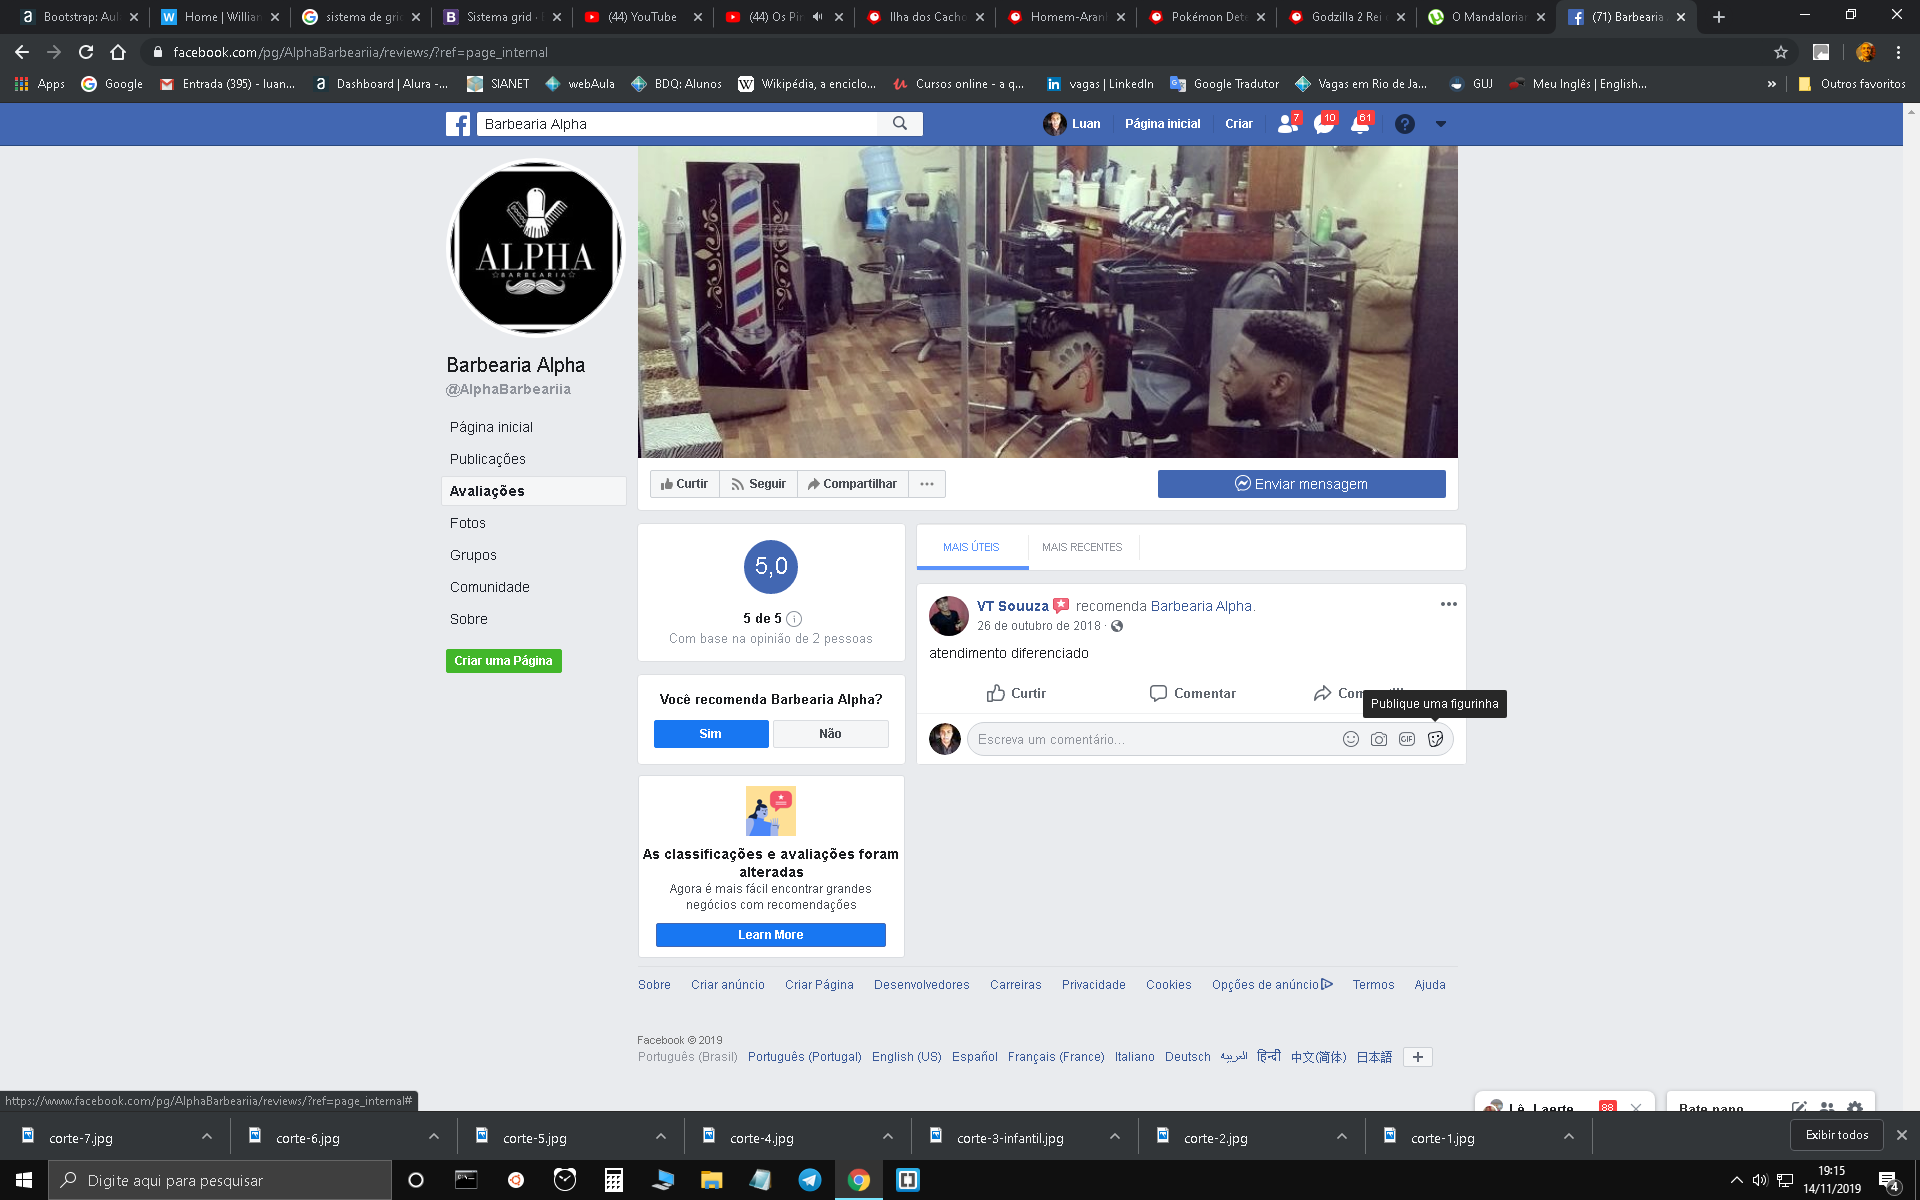 Bootstrap: Aul
Home | Willian
sistema de grid
Sistema grid ·
(44) YouTube
(44) Os Pin
Ilha dos Cacho
Homem-Aranh
Pokémon Dete
Godzilla 2 Rei
O Mandalorian
(71) Barbearia
facebook.com/pg/AlphaBarbeariia/reviews/?ref=page_internal
Apps
Google
Entrada (395) - luan...
Dashboard | Alura -...
SIANET
webAula
BDQ: Alunos
Wikipédia, a enciclo...
Cursos online - a q...
vagas | LinkedIn
Google Tradutor
Vagas em Rio de Ja...
GUJ
Meu Inglês | English...
»
Outros favoritos
Barbearia Alpha
Luan
Página inicial
Criar
7
10
61
ALPHA
BARBEARIA
Barbearia Alpha
@AlphaBarbeariia
Página inicial
Publicações
Avaliações
Fotos
Grupos
Comunidade
Sobre
Criar uma Página
Curtir
Seguir
Compartilhar
Enviar mensagem
5,0
5 de 5
Com base na opinião de 2 pessoas
Você recomenda Barbearia Alpha?
Sim
Não
As classificações e avaliações foram
alteradas
Agora é mais fácil encontrar grandes
negócios com recomendações
Learn More
MAIS ÚTEIS
MAIS RECENTES
VT Souuza recomenda Barbearia Alpha.
26 de outubro de 2018 ·
atendimento diferenciado
Curtir
Comentar
Publique uma figurinha
Escreva um comentário...
GIF
Sobre
Criar anúncio
Criar Página
Desenvolvedores
Carreiras
Privacidade
Cookies
Opções de anúncio
Termos
Ajuda
Facebook © 2019
Português (Brasil)
Português (Portugal)
English (US)
Español
Français (France)
Italiano
Deutsch
العربية
हिन्दी
中文(简体)
日本語
+
https://www.facebook.com/pg/AlphaBarbeariia/reviews/?ref=page_internal#
Lê, Laerte
88
Bate-papo
corte-7.jpg
corte-6.jpg
corte-5.jpg
corte-4.jpg
corte-3-infantil.jpg
corte-2.jpg
corte-1.jpg
Exibir todos
Digite aqui para pesquisar
19:15
14/11/2019
4